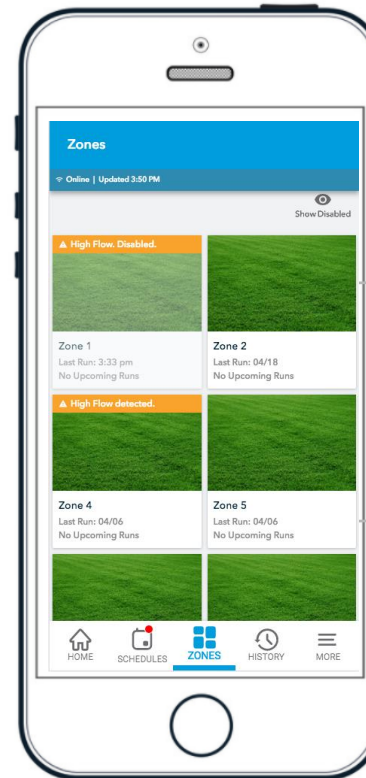 Zones
Online | Updated 3:50 PM
Show Disabled
High Flow. Disabled.
Zone 1
Last Run: 3:33 pm
No Upcoming Runs
Zone 2
Last Run: 04/18
No Upcoming Runs
High Flow detected.
Zone 4
Last Run: 04/06
No Upcoming Runs
Zone 5
Last Run: 04/06
No Upcoming Runs
HOME
SCHEDULES
ZONES
HISTORY
MORE